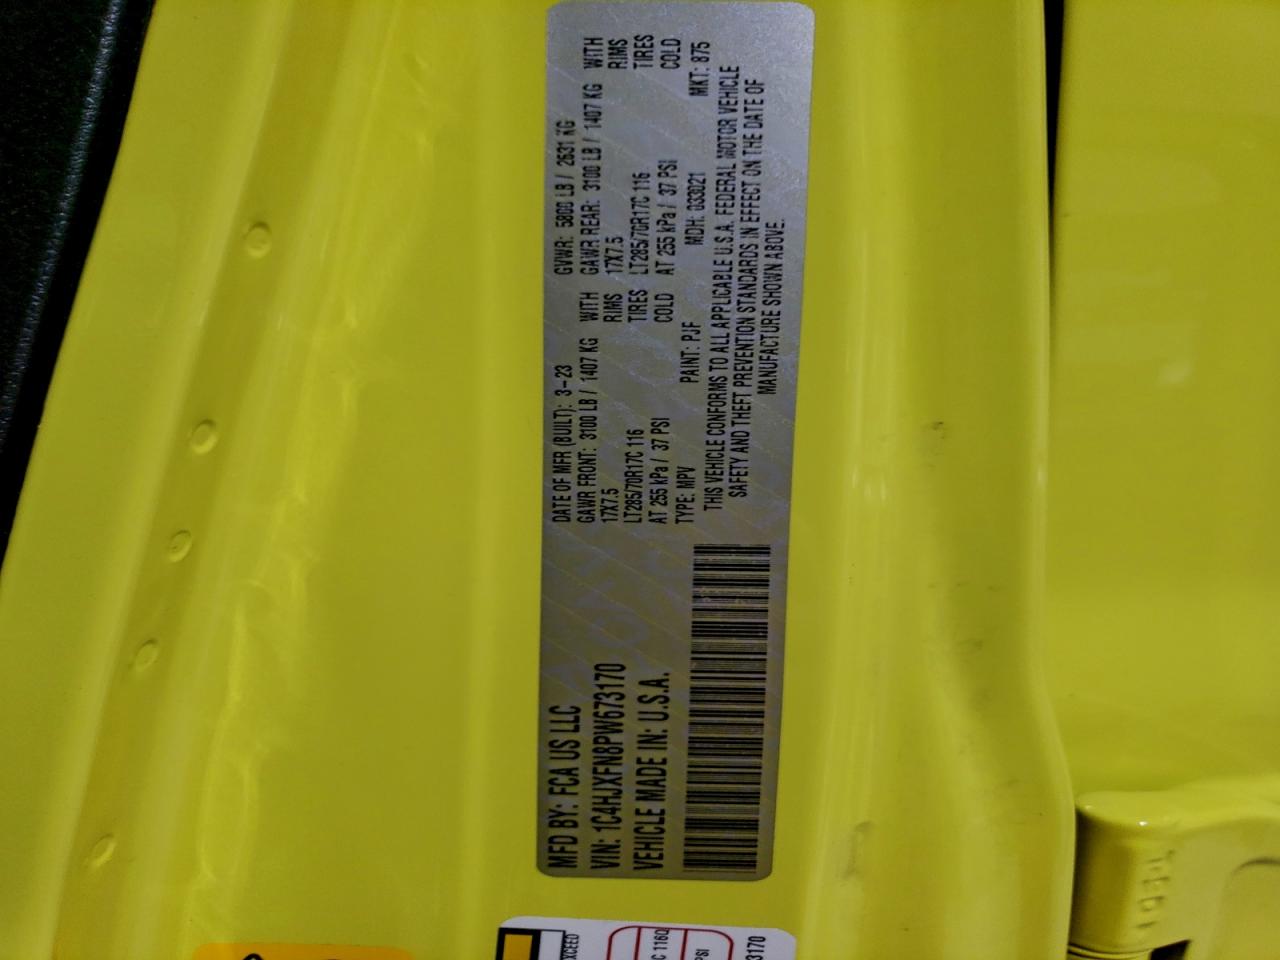 MFD BY: FCA US LLC
VIN: 1C4HJXFN8PW673170
VEHICLE MADE IN: U.S.A.
DATE OF MFR (BUILT): 3-23 GVWR: 5800 LB / 2631 KG
GAWR FRONT: 3100 LB / 1407 KG WITH GAWR REAR: 3100 LB / 1407 KG WITH
17X7.5 RIMS 17X7.5 RIMS
LT285/70R17C 116 TIRES LT285/70R17C 116 TIRES
AT 255 kPa / 37 PSI COLD AT 255 kPa / 37 PSI COLD
TYPE: MPV PAINT: PJF MDH: 033021 MKT: 875
THIS VEHICLE CONFORMS TO ALL APPLICABLE U.S.A. FEDERAL MOTOR VEHICLE
SAFETY AND THEFT PREVENTION STANDARDS IN EFFECT ON THE DATE OF
MANUFACTURE SHOWN ABOVE.
XCEED
C 116Q
PSI
3170